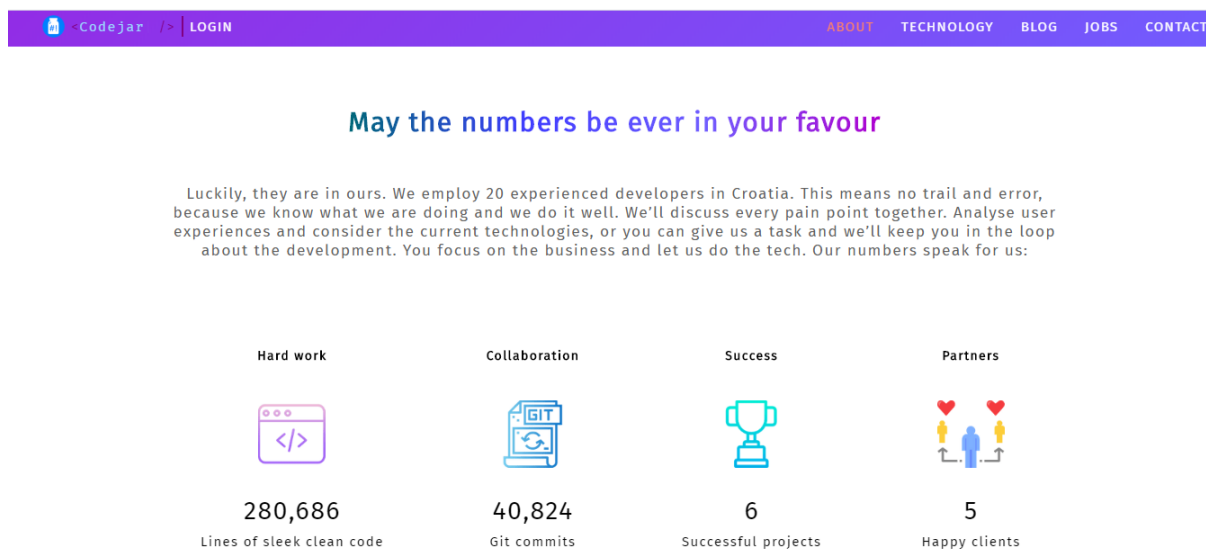 #1 <Codejar /> LOGIN ABOUT TECHNOLOGY BLOG JOBS CONTACT
May the numbers be ever in your favour
Luckily, they are in ours. We employ 20 experienced developers in Croatia. This means no trail and error,
because we know what we are doing and we do it well. We'll discuss every pain point together. Analyse user
experiences and consider the current technologies, or you can give us a task and we'll keep you in the loop
about the development. You focus on the business and let us do the tech. Our numbers speak for us:
Hard work Collaboration Success Partners
</> GIT
280,686 40,824 6 5
Lines of sleek clean code Git commits Successful projects Happy clients